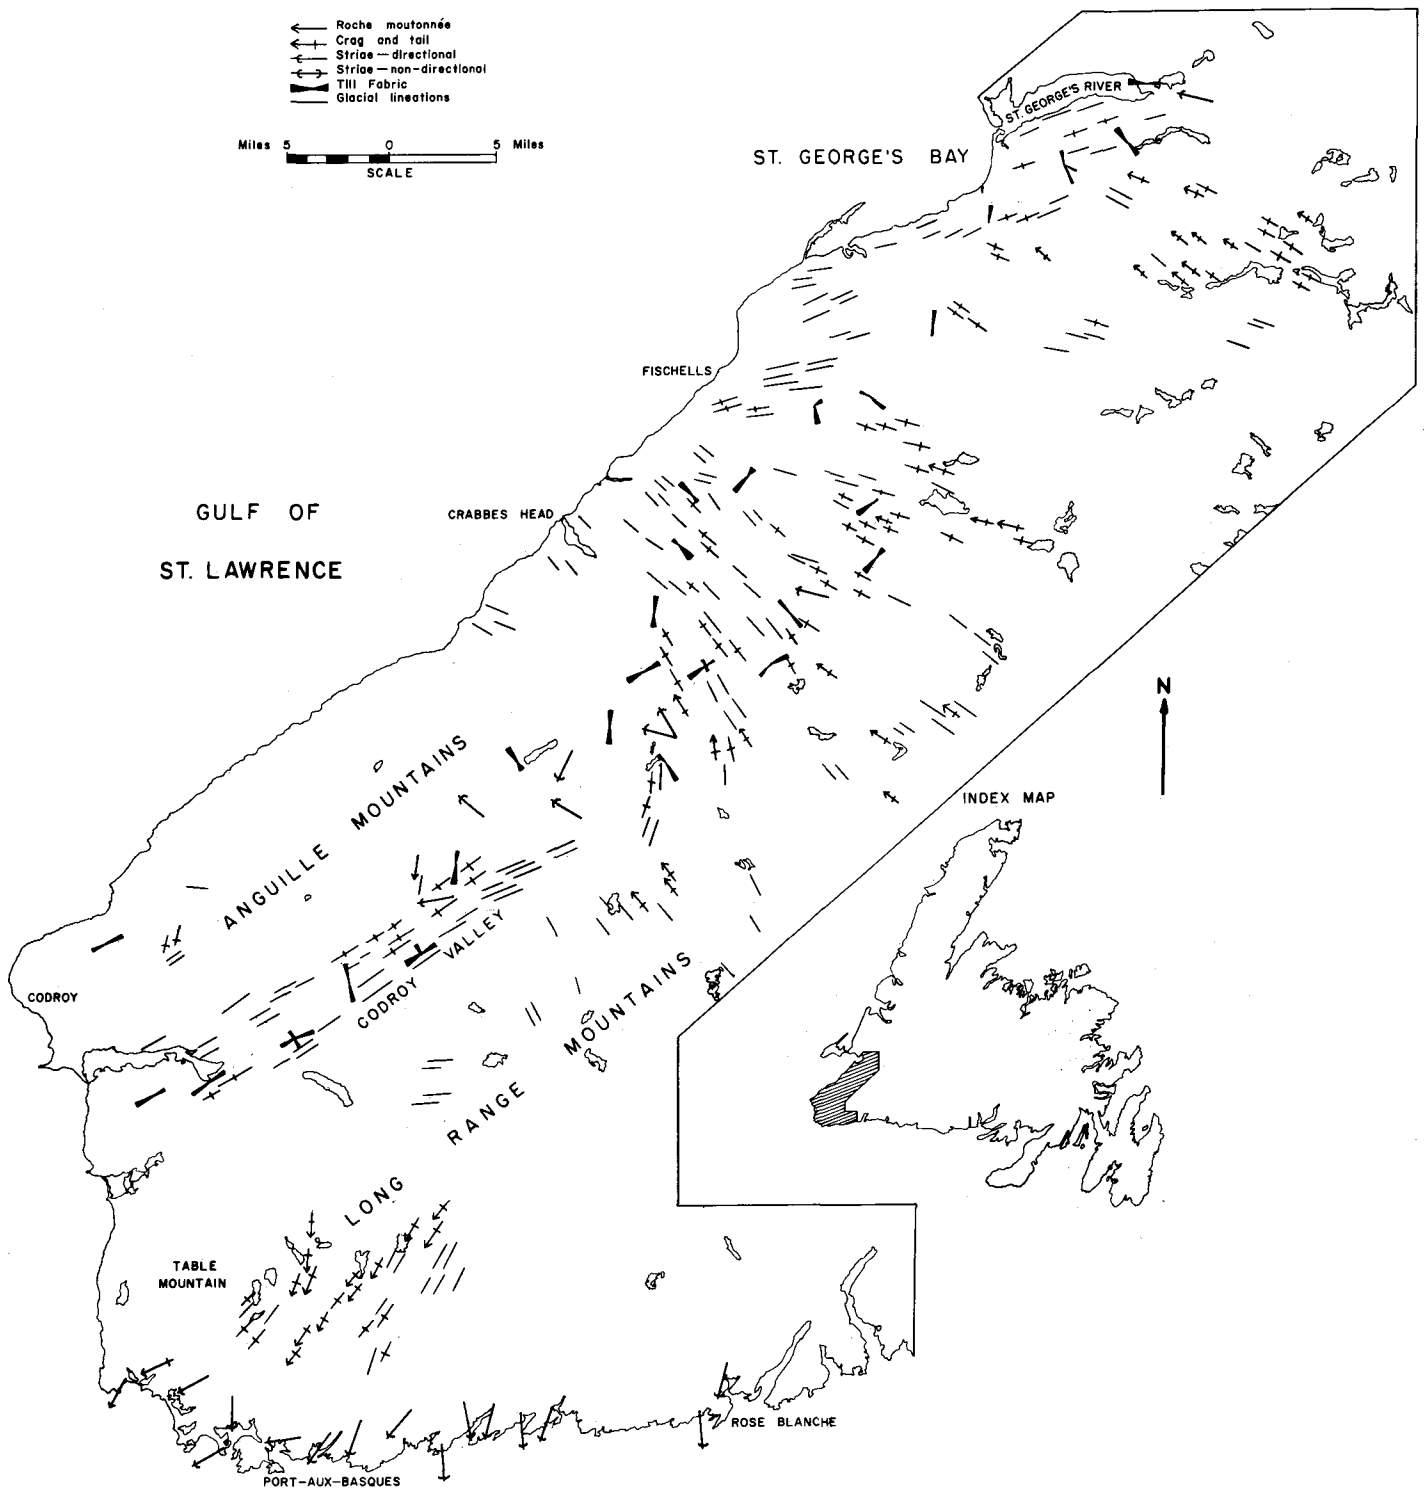 Roche moutonnée
Crag and tail
Striae—directional
Striae—non-directional
Till Fabric
Glacial lineations
Miles 5 0 5 Miles
SCALE
ST. GEORGE'S RIVER
ST. GEORGE'S BAY
FISCHELLS
GULF OF
ST. LAWRENCE
CRABBES HEAD
N
ANGUILLE MOUNTAINS
INDEX MAP
CODROY VALLEY
CODROY
LONG RANGE MOUNTAINS
TABLE
MOUNTAIN
ROSE BLANCHE
PORT-AUX-BASQUES